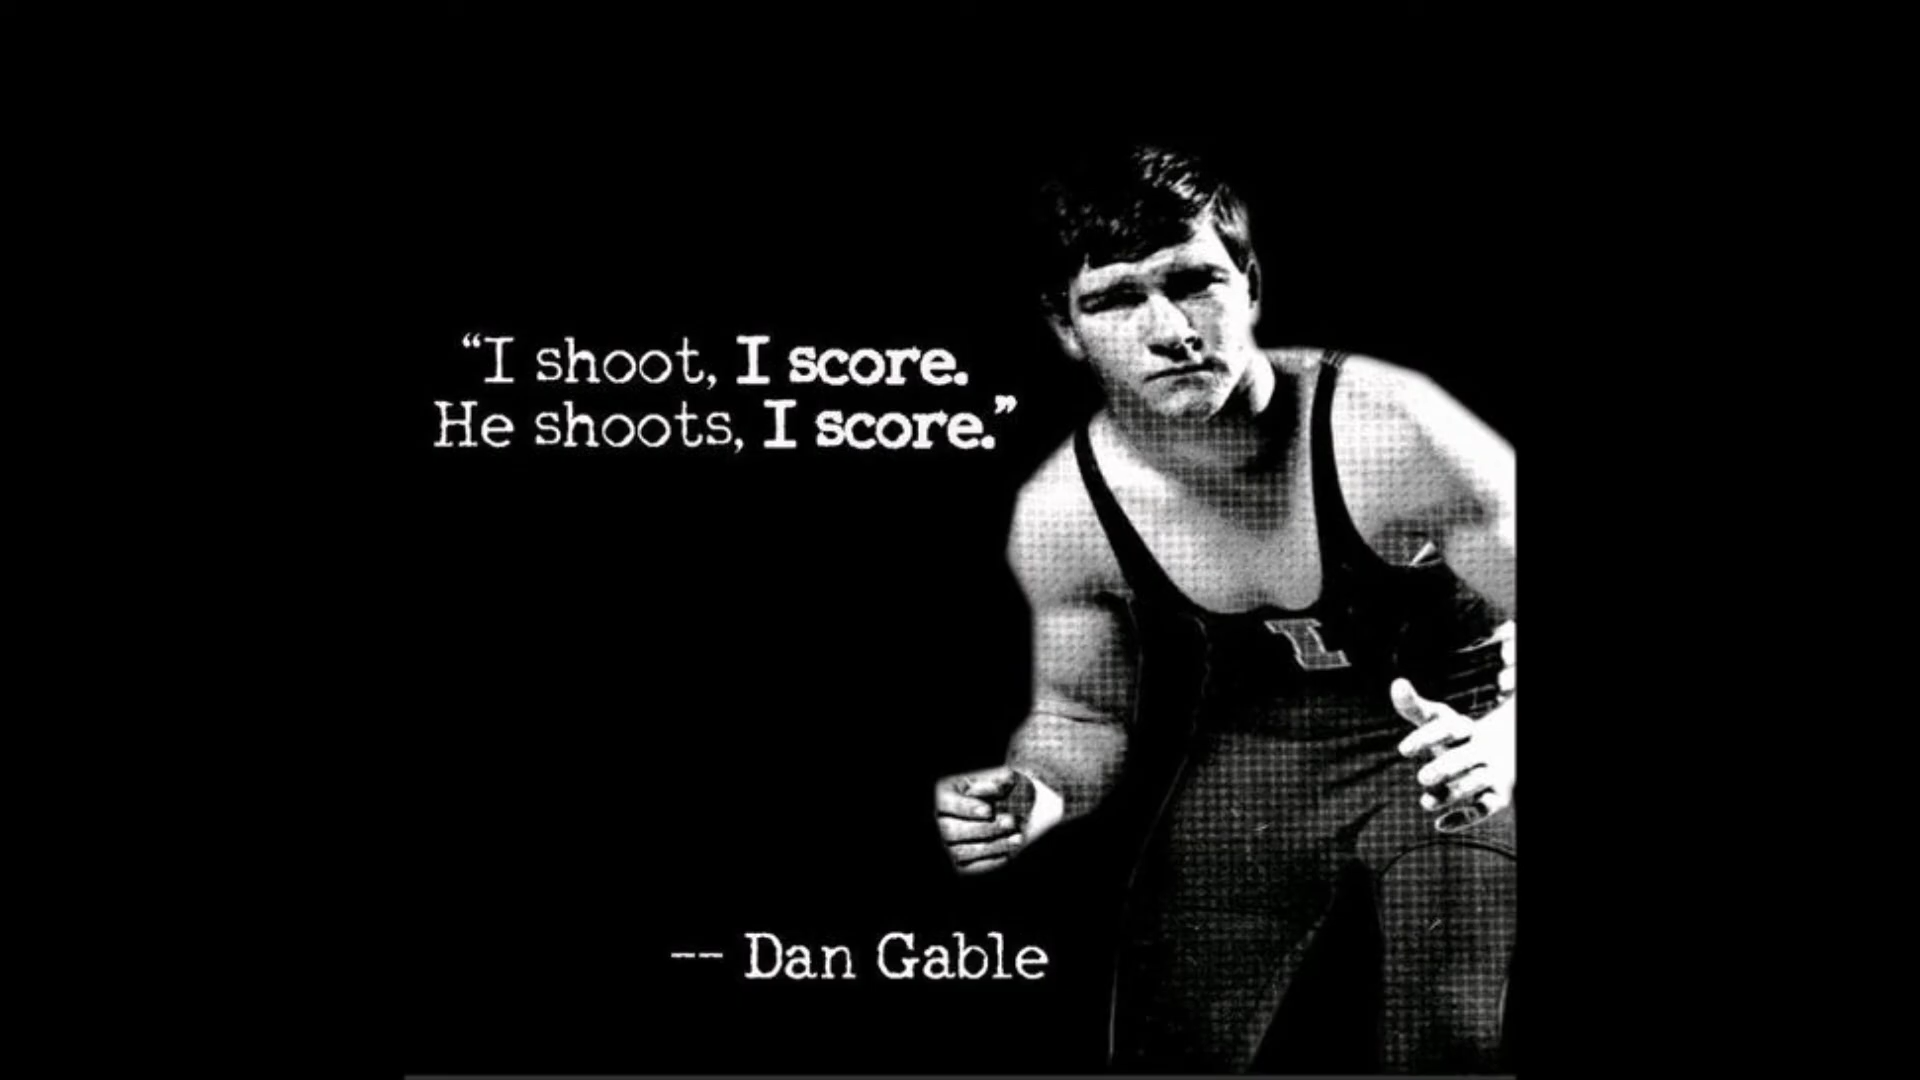 “I shoot, I score.
He shoots, I score.”
I
-- Dan Gable